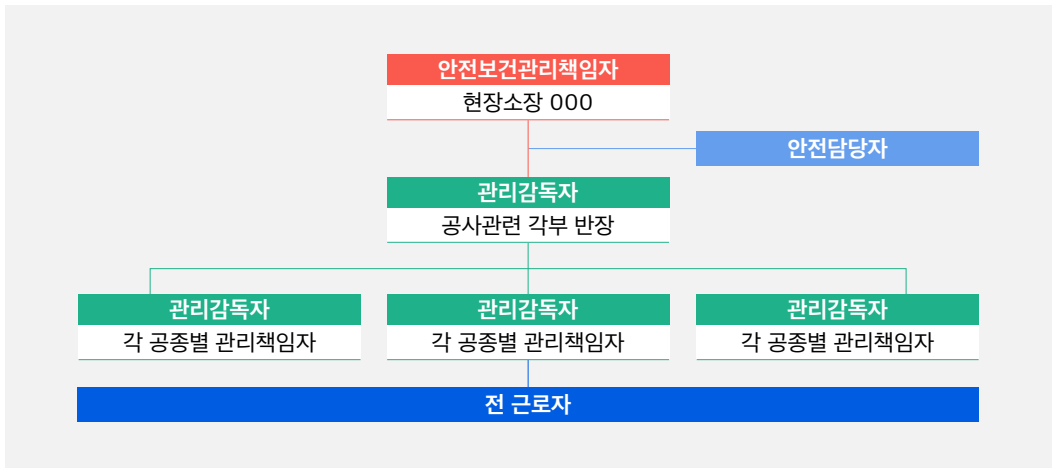 안전보건관리책임자
현장소장 000
안전담당자
관리감독자
공사관련 각부 반장
관리감독자
각 공종별 관리책임자
관리감독자
각 공종별 관리책임자
관리감독자
각 공종별 관리책임자
전 근로자